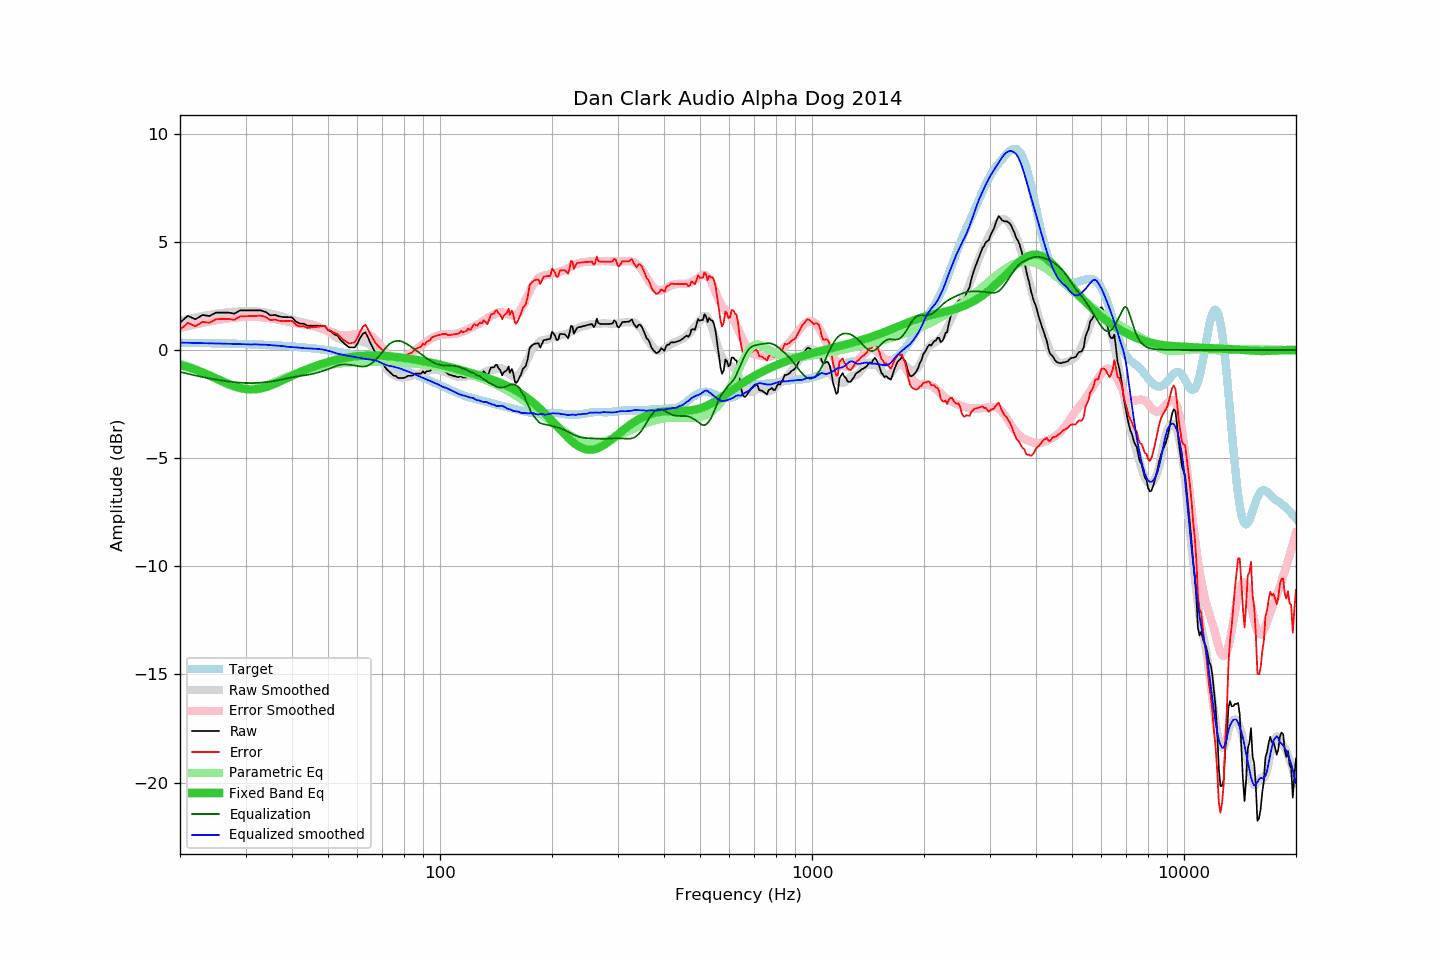 Dan Clark Audio Alpha Dog 2014
10
5
0
−5
−10
−15
−20
Amplitude (dBr)
Target
Raw Smoothed
Error Smoothed
Raw
Error
Parametric Eq
Fixed Band Eq
Equalization
Equalized smoothed
100
1000
10000
Frequency (Hz)